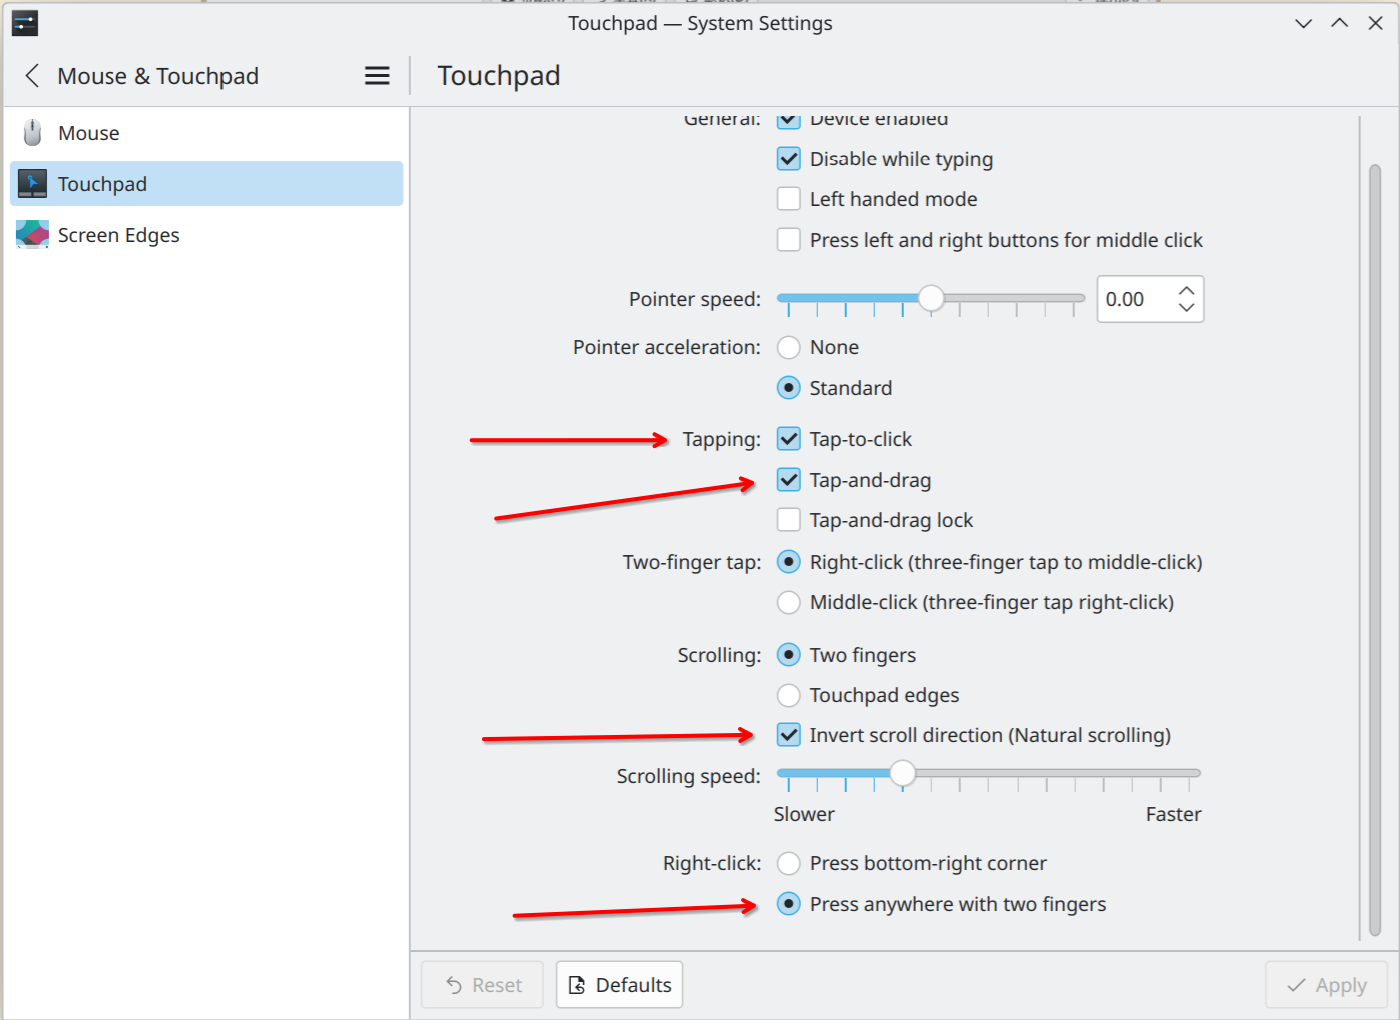 Touchpad — System Settings
Mouse & Touchpad
Touchpad
Mouse
Touchpad
Screen Edges
General: Device enabled
Disable while typing
Left handed mode
Press left and right buttons for middle click
Pointer speed: 0.00
Pointer acceleration: None
Standard
Tapping: Tap-to-click
Tap-and-drag
Tap-and-drag lock
Two-finger tap: Right-click (three-finger tap to middle-click)
Middle-click (three-finger tap right-click)
Scrolling: Two fingers
Touchpad edges
Invert scroll direction (Natural scrolling)
Scrolling speed:
Slower Faster
Right-click: Press bottom-right corner
Press anywhere with two fingers
Reset Defaults Apply